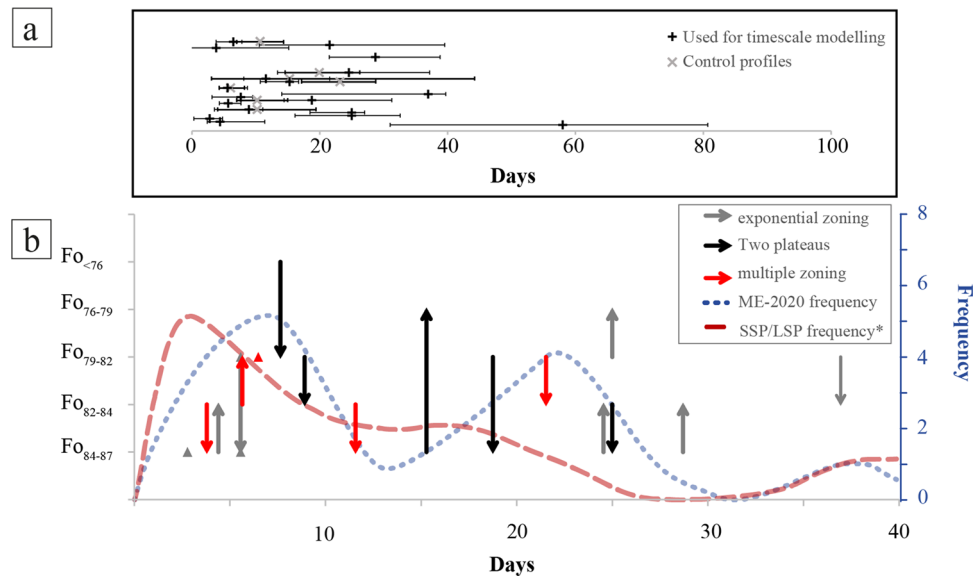 a
Used for timescale modelling
Control profiles
0 20 40 60 80 100
Days
b
exponential zoning
Two plateaus
multiple zoning
ME-2020 frequency
SSP/LSP frequency*
Fo<76
Fo76-79
Fo79-82
Fo82-84
Fo84-87
8
6
4
2
0
Frequency
10 20 30 40
Days